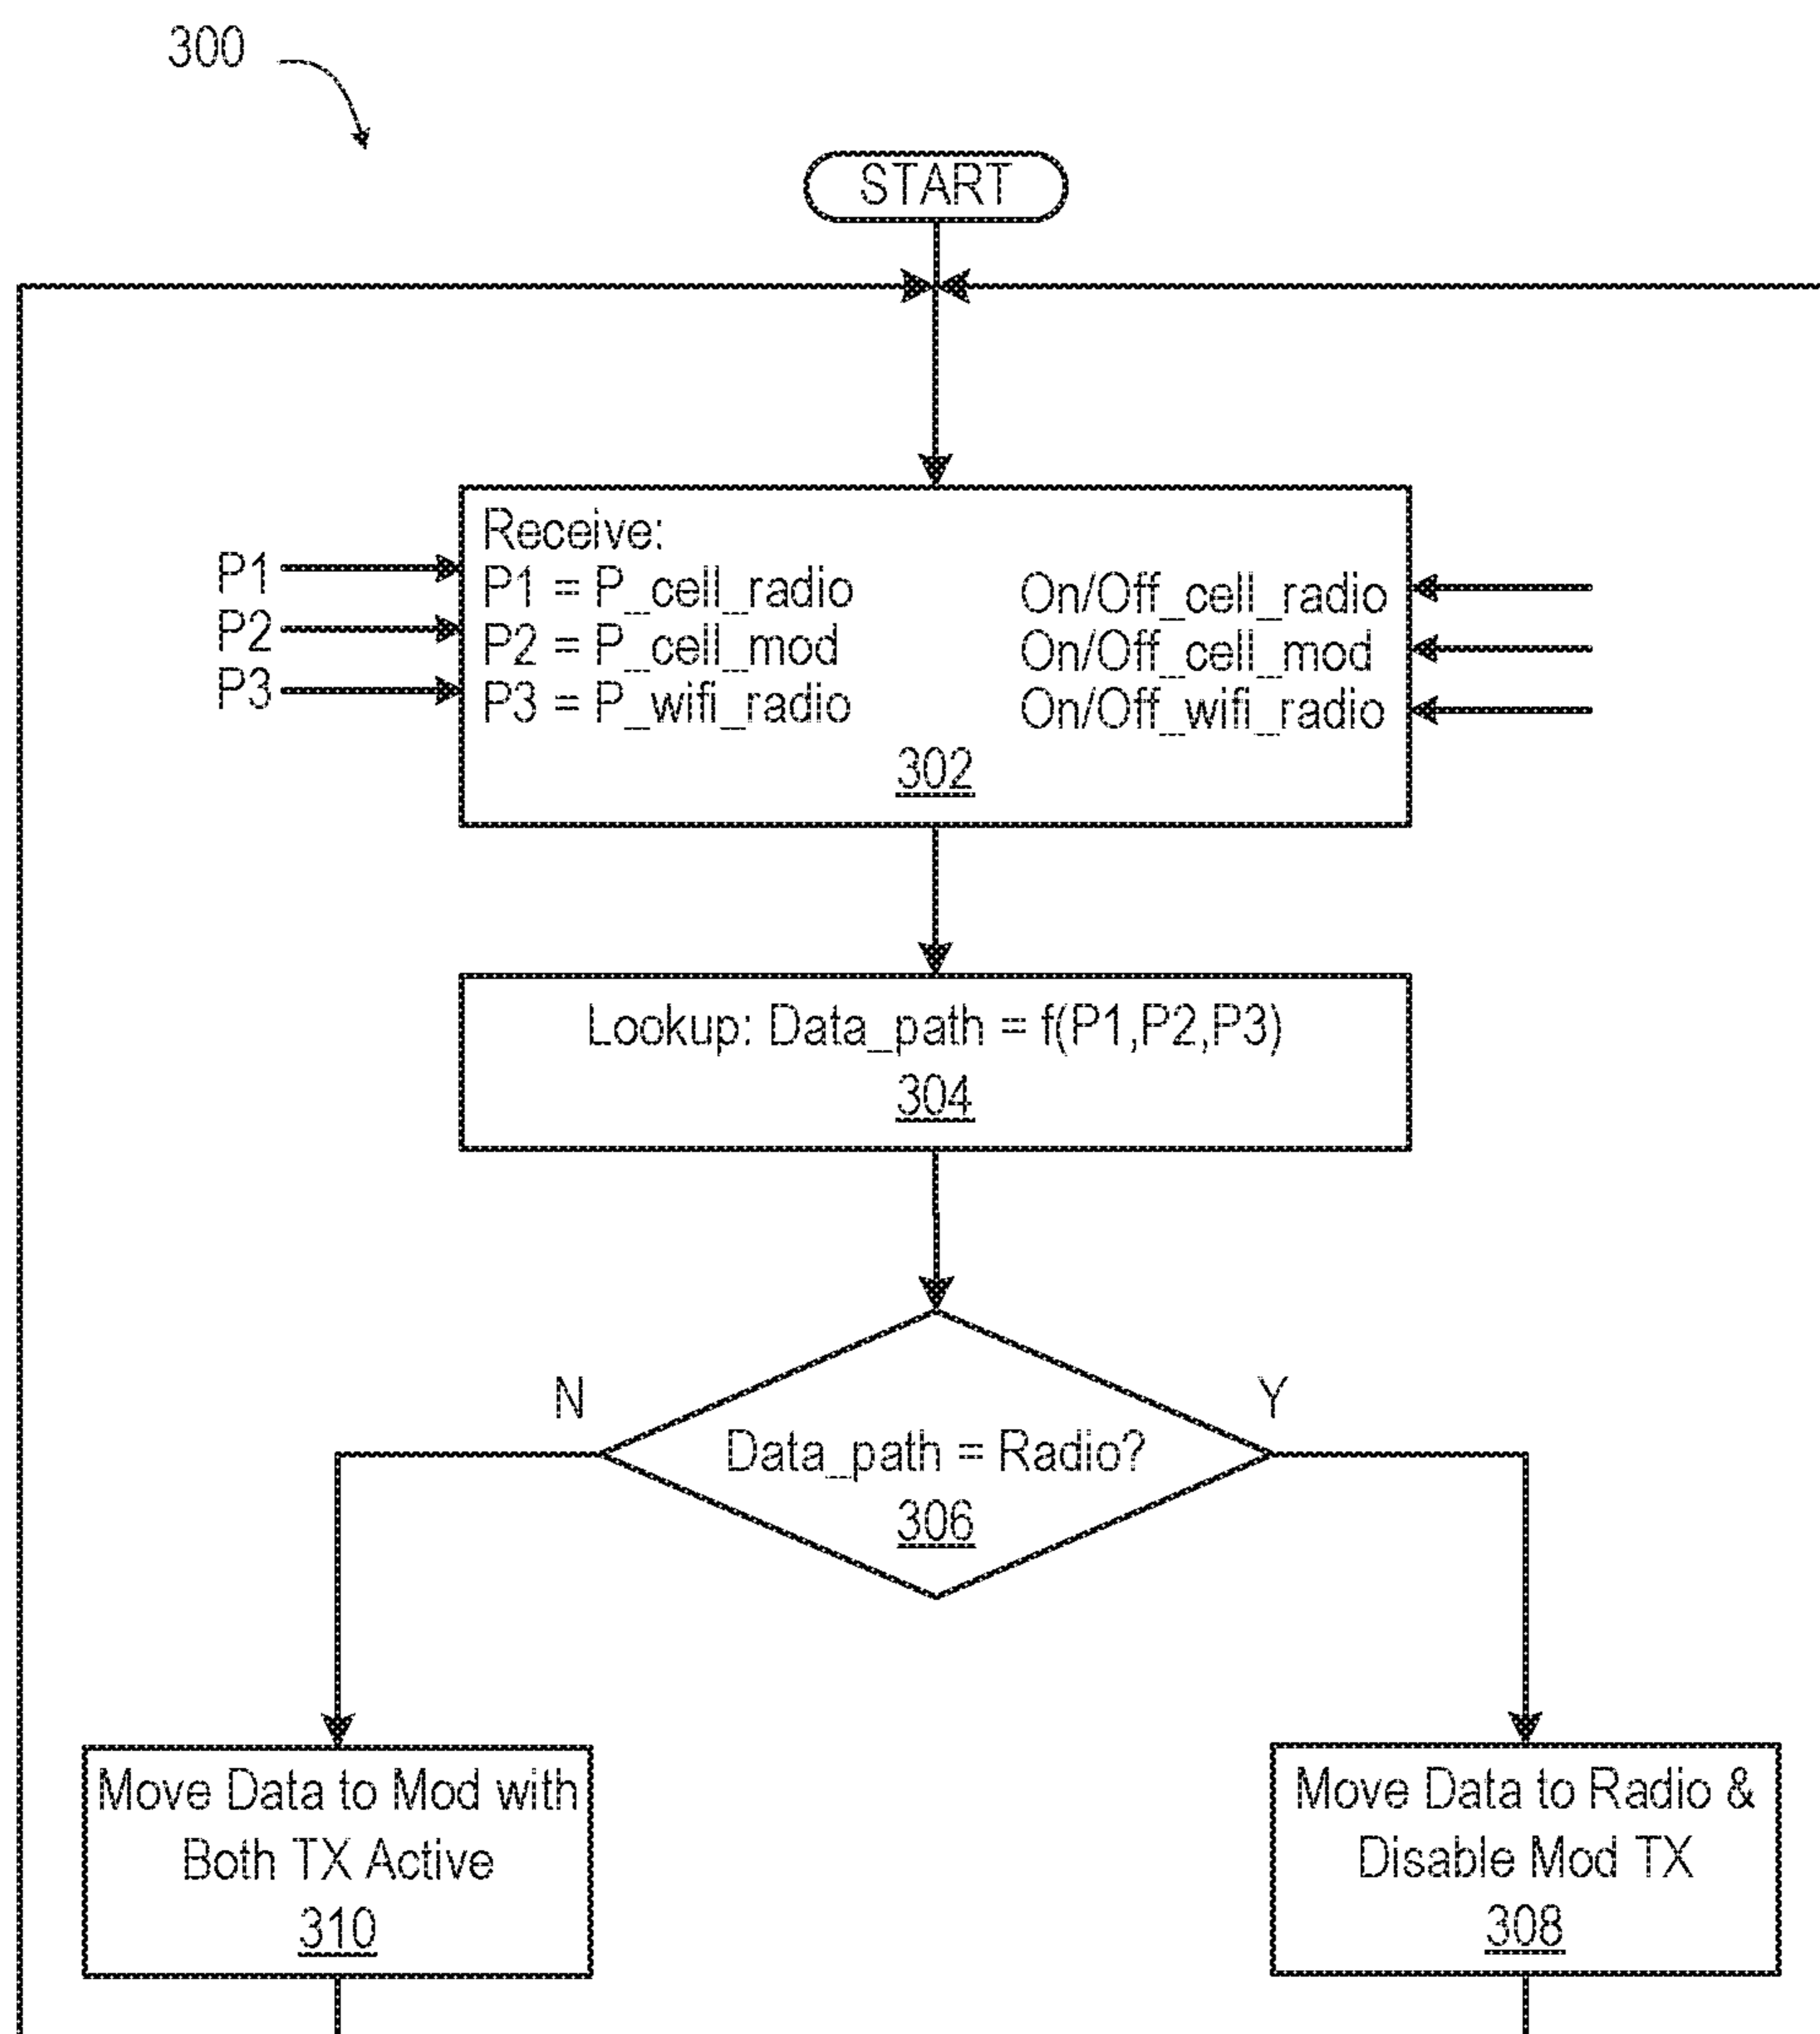 300
START
Receive:
P1
P1 = P_cell_radio
On/Off_cell_radio
P2
P2 = P_cell_mod
On/Off_cell_mod
P3
P3 = P_wifi_radio
On/Off_wifi_radio
302
Lookup: Data_path = f(P1,P2,P3)
304
N
Y
Data_path = Radio?
306
Move Data to Mod with
Both TX Active
310
Move Data to Radio &
Disable Mod TX
308